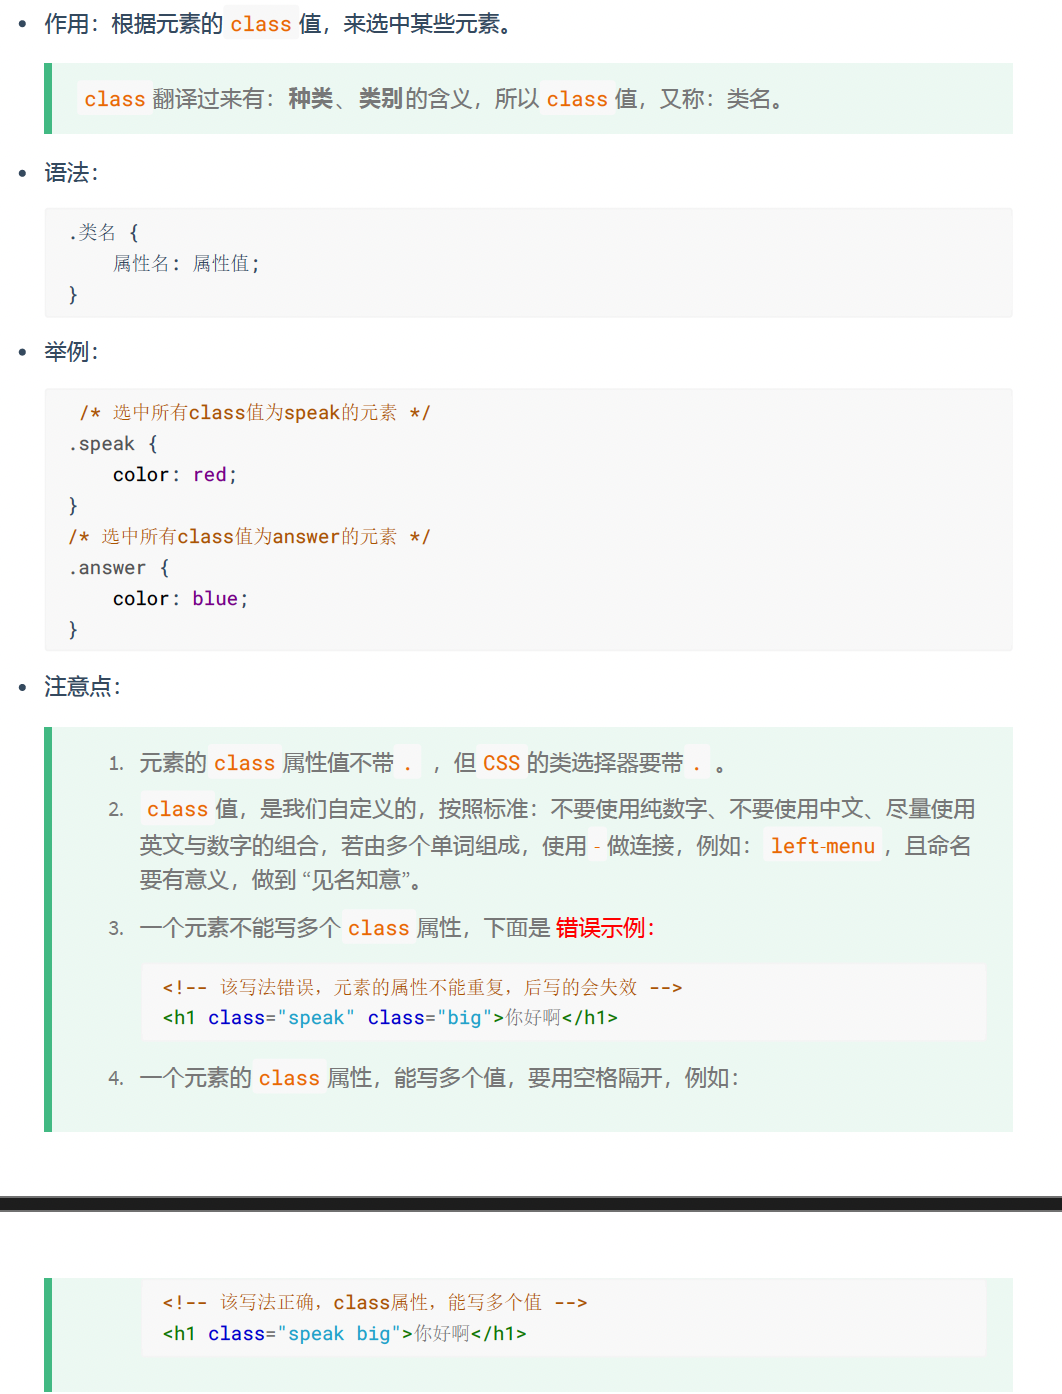 作用：根据元素的 class 值，来选中某些元素。
class 翻译过来有：种类、类别的含义，所以 class 值，又称：类名。
语法：
.类名 {
    属性名: 属性值;
}
举例：
 /* 选中所有class值为speak的元素 */
.speak {
    color: red;
}
/* 选中所有class值为answer的元素 */
.answer {
    color: blue;
}
注意点：
1. 元素的 class 属性值不带 . ，但 CSS 的类选择器要带 . 。
2. class 值，是我们自定义的，按照标准：不要使用纯数字、不要使用中文、尽量使用
英文与数字的组合，若由多个单词组成，使用 - 做连接，例如： left-menu ，且命名
要有意义，做到 “见名知意”。
3. 一个元素不能写多个 class 属性，下面是 错误示例：
<!-- 该写法错误，元素的属性不能重复，后写的会失效 -->
<h1 class="speak" class="big">你好啊</h1>
4. 一个元素的 class 属性，能写多个值，要用空格隔开，例如：
<!-- 该写法正确，class属性，能写多个值 -->
<h1 class="speak big">你好啊</h1>